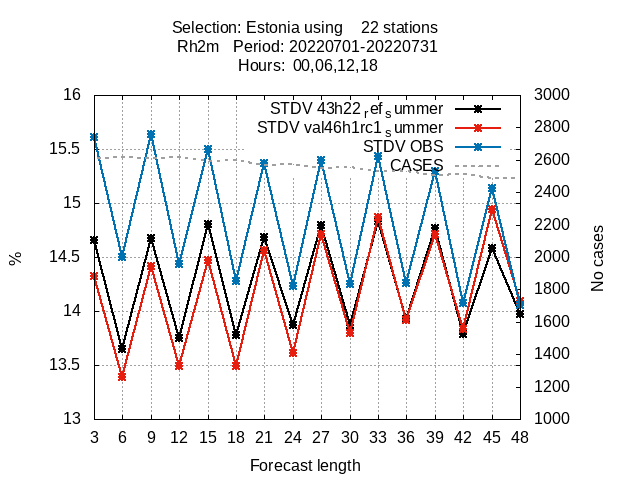 Selection: Estonia using 22 stations
Rh2m Period: 20220701-20220731
Hours: 00,06,12,18
STDV 43h22_ref_summer
STDV val46h1rc1_summer
STDV OBS
CASES
16
15.5
15
14.5
14
13.5
13
%
3000
2800
2600
2400
2200
2000
1800
1600
1400
1200
1000
No cases
3 6 9 12 15 18 21 24 27 30 33 36 39 42 45 48
Forecast length